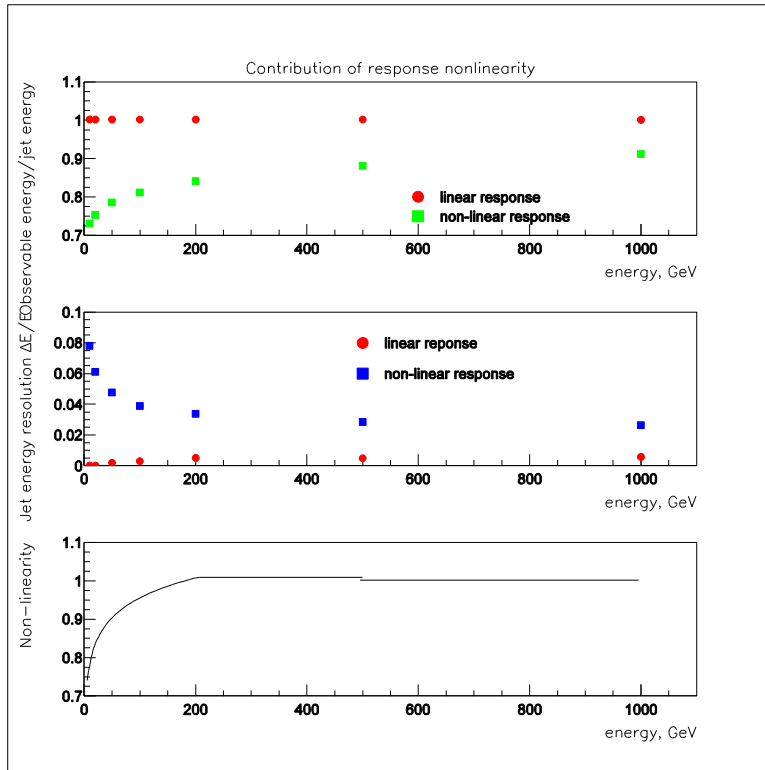 Contribution of response nonlinearity
Observable energy/jet energy
1.1
1
0.9
0.8
0.7
linear response
non-linear response
0 200 400 600 800 1000
energy, GeV
Jet energy resolution ΔE/E
0.1
0.08
0.06
0.04
0.02
0
linear reponse
non-linear response
0 200 400 600 800 1000
energy, GeV
Non-linearity
1.1
1
0.9
0.8
0.7
0 200 400 600 800 1000
energy, GeV